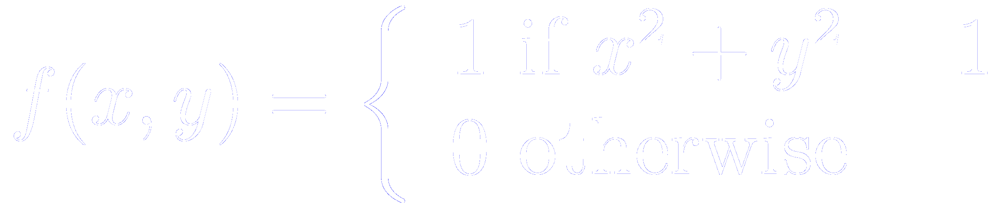 f(x, y) = { 1 if x² + y² 1
0 otherwise